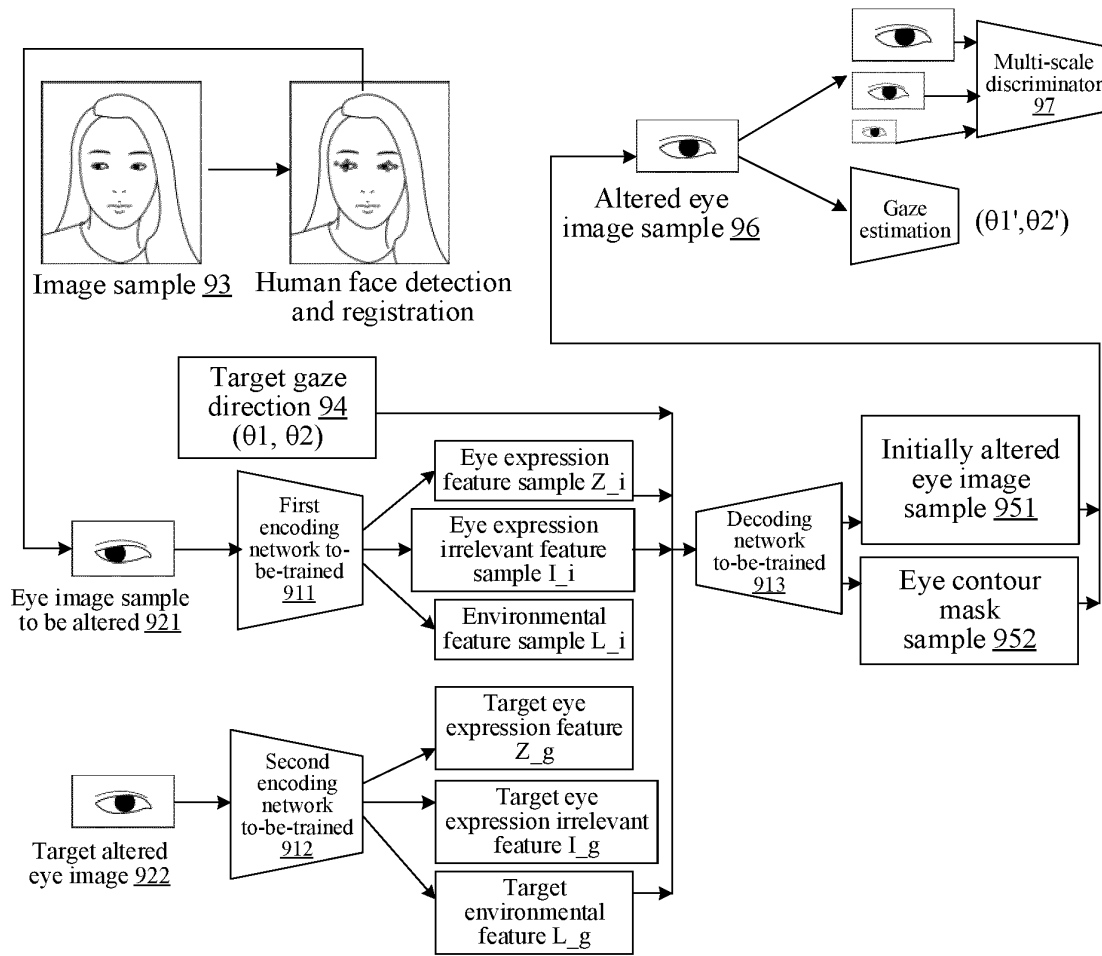 Image sample 93
Human face detection
and registration
Altered eye
image sample 96
Multi-scale
discriminator
97
Gaze
estimation
(θ1',θ2')
Target gaze
direction 94
(θ1, θ2)
Eye image sample
to be altered 921
First
encoding
network to-
be-trained
911
Eye expression
feature sample Z_i
Eye expression
irrelevant feature
sample I_i
Environmental
feature sample L_i
Decoding
network
to-be-trained
913
Initially altered
eye image
sample 951
Eye contour
mask
sample 952
Target altered
eye image 922
Second
encoding
network
to-be-trained
912
Target eye
expression feature
Z_g
Target eye
expression irrelevant
feature I_g
Target
environmental
feature L_g